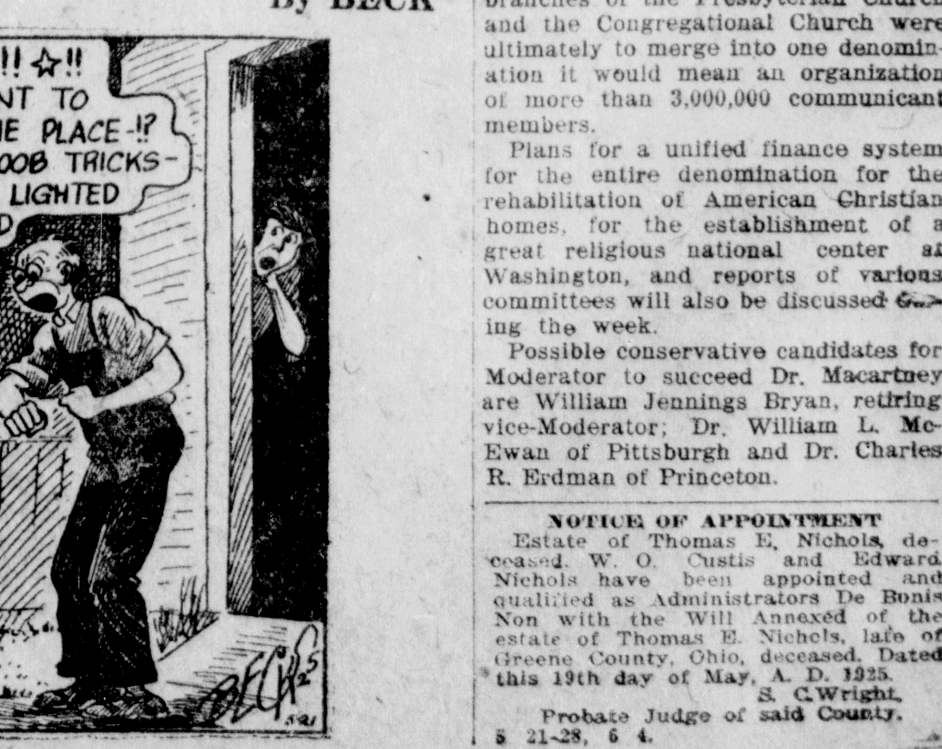 By BECK
!! ☆ !!
NT TO
E PLACE-!?
OOB TRICKS-
LIGHTED
D
BECK
25
5-21
branches of the Presbyterian Church
and the Congregational Church were
ultimately to merge into one denomin-
ation it would mean an organization
of more than 3,000,000 communicant
members.
Plans for a unified finance system
for the entire denomination for the
rehabilitation of American Christian
homes, for the establishment of a
great religious national center at
Washington, and reports of various
committees will also be discussed
ing the week.
Possible conservative candidates for
Moderator to succeed Dr. Macartney
are William Jennings Bryan, retiring
vice-Moderator; Dr. William L. Mc-
Ewan of Pittsburgh and Dr. Charles
R. Erdman of Princeton.
NOTICE OF APPOINTMENT
Estate of Thomas E. Nichols, de-
ceased. W. O. Custis and Edward
Nichols have been appointed and
qualified as Administrators De Bonis
Non with the Will Annexed of the
estate of Thomas E. Nichols, late of
Greene County, Ohio, deceased. Dated
this 19th day of May, A. D. 1925.
S. C. Wright,
Probate Judge of said County.
5 21-28, 6 4.